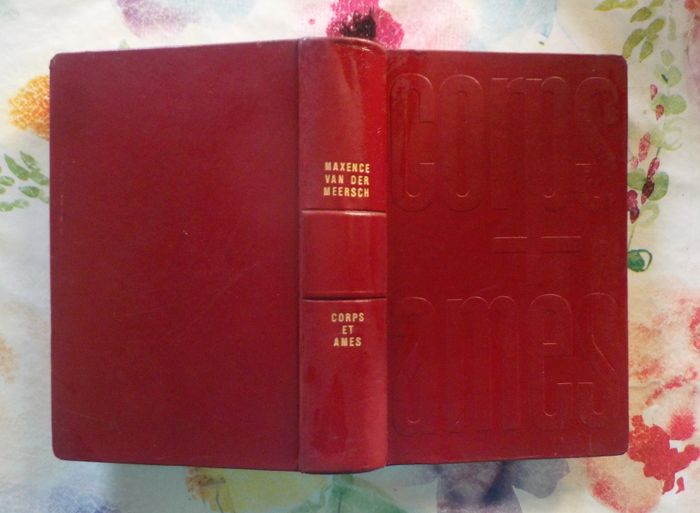 MAXENCE
VAN DER
MEERSCH
CORPS
ET
AMES
corps
et
ames